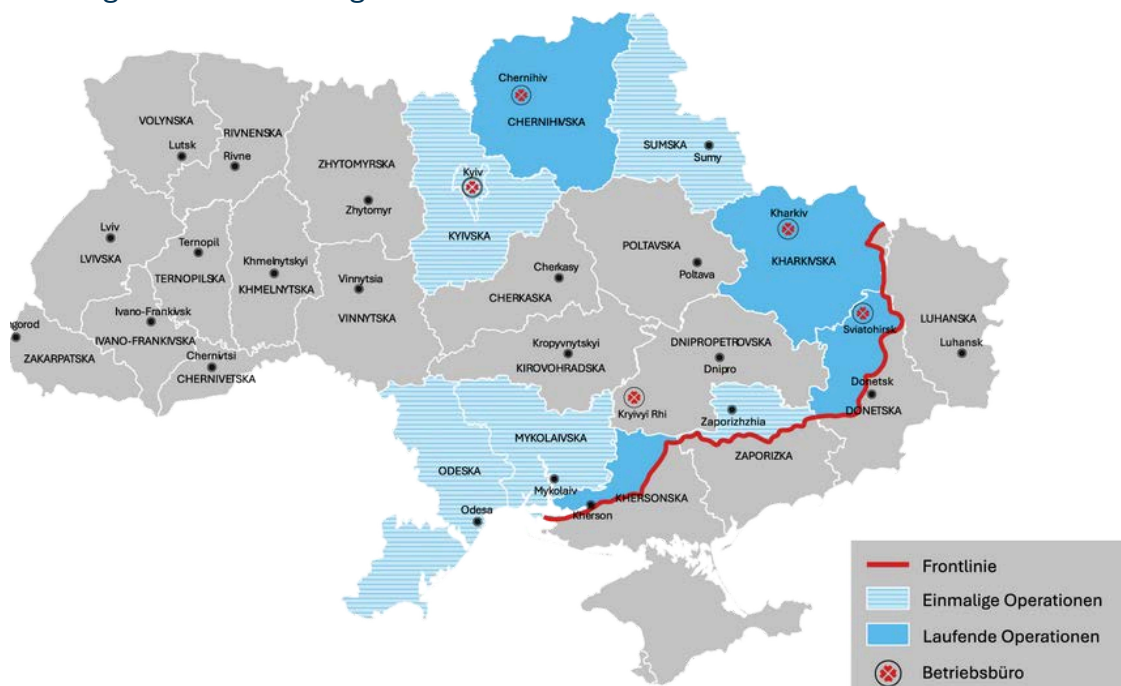 Chernihiv
CHERNIHIVSKA
VOLYNSKA
RIVNENSKA
Lutsk
Rivne
ZHYTOMYRSKA
Zhytomyr
SUMSKA
Sumy
Kyiv
KYIVSKA
Lviv
LVIVSKA
Ternopil
TERNOPILSKA
Khmelnytskyi
KHMELNYTSKA
Vinnytsia
VINNYTSKA
Cherkasy
CHERKASKA
POLTAVSKA
Poltava
Kharkiv
KHARKIVSKA
ngorod
ZAKARPATSKA
Ivano-Frankivsk
IVANO-FRANKIVSKA
Chernivtsi
CHERNIVETSKA
Kropyvnytskyi
KIROVOHRADSKA
DNIPROPETROVSKA
Dnipro
Sviatohirsk
LUHANSKA
Luhansk
Donetsk
DONETSKA
Kryivyi Rhi
Zaporizhzhia
ZAPORIZKA
MYKOLAIVSKA
Mykolaiv
ODESKA
Odesa
KHERSONSKA
Kherson
Frontlinie
Einmalige Operationen
Laufende Operationen
Betriebsbüro